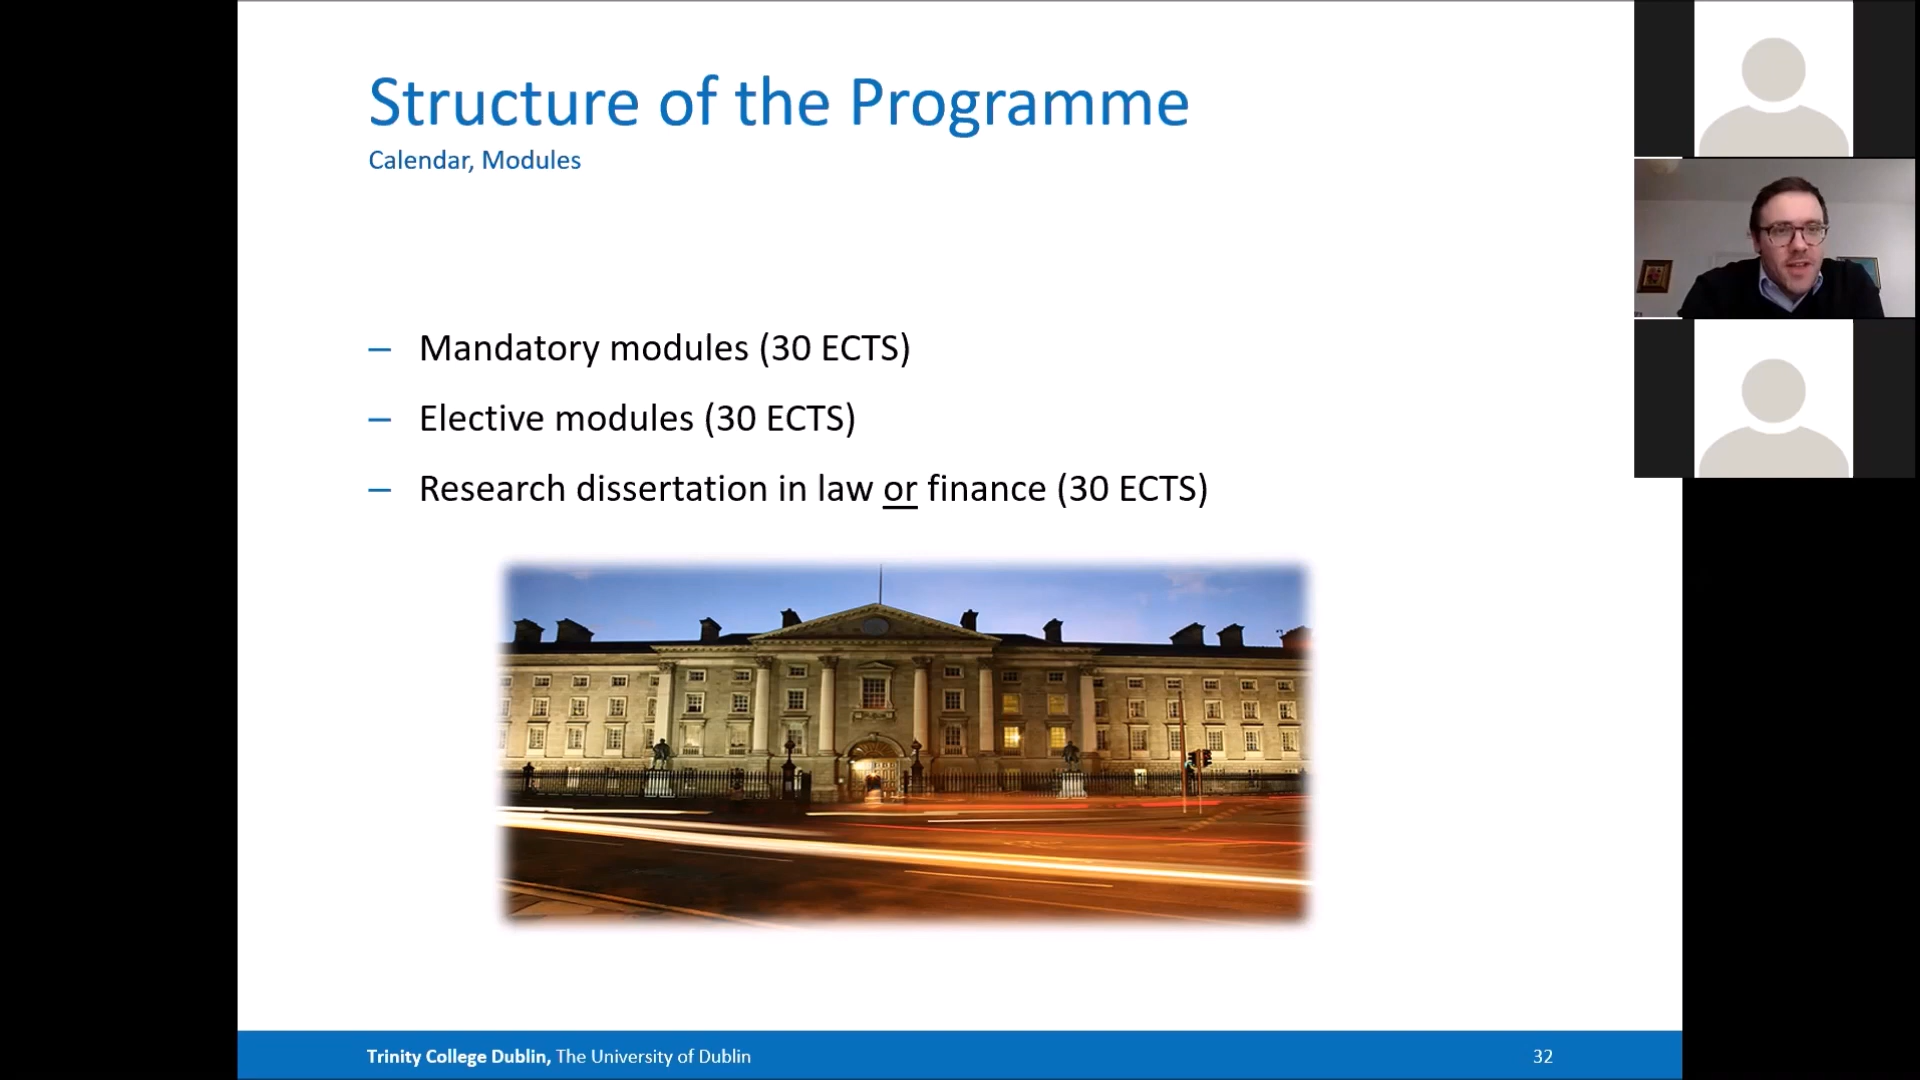 Structure of the Programme
Calendar, Modules
– Mandatory modules (30 ECTS)
– Elective modules (30 ECTS)
– Research dissertation in law or finance (30 ECTS)
Trinity College Dublin, The University of Dublin
32